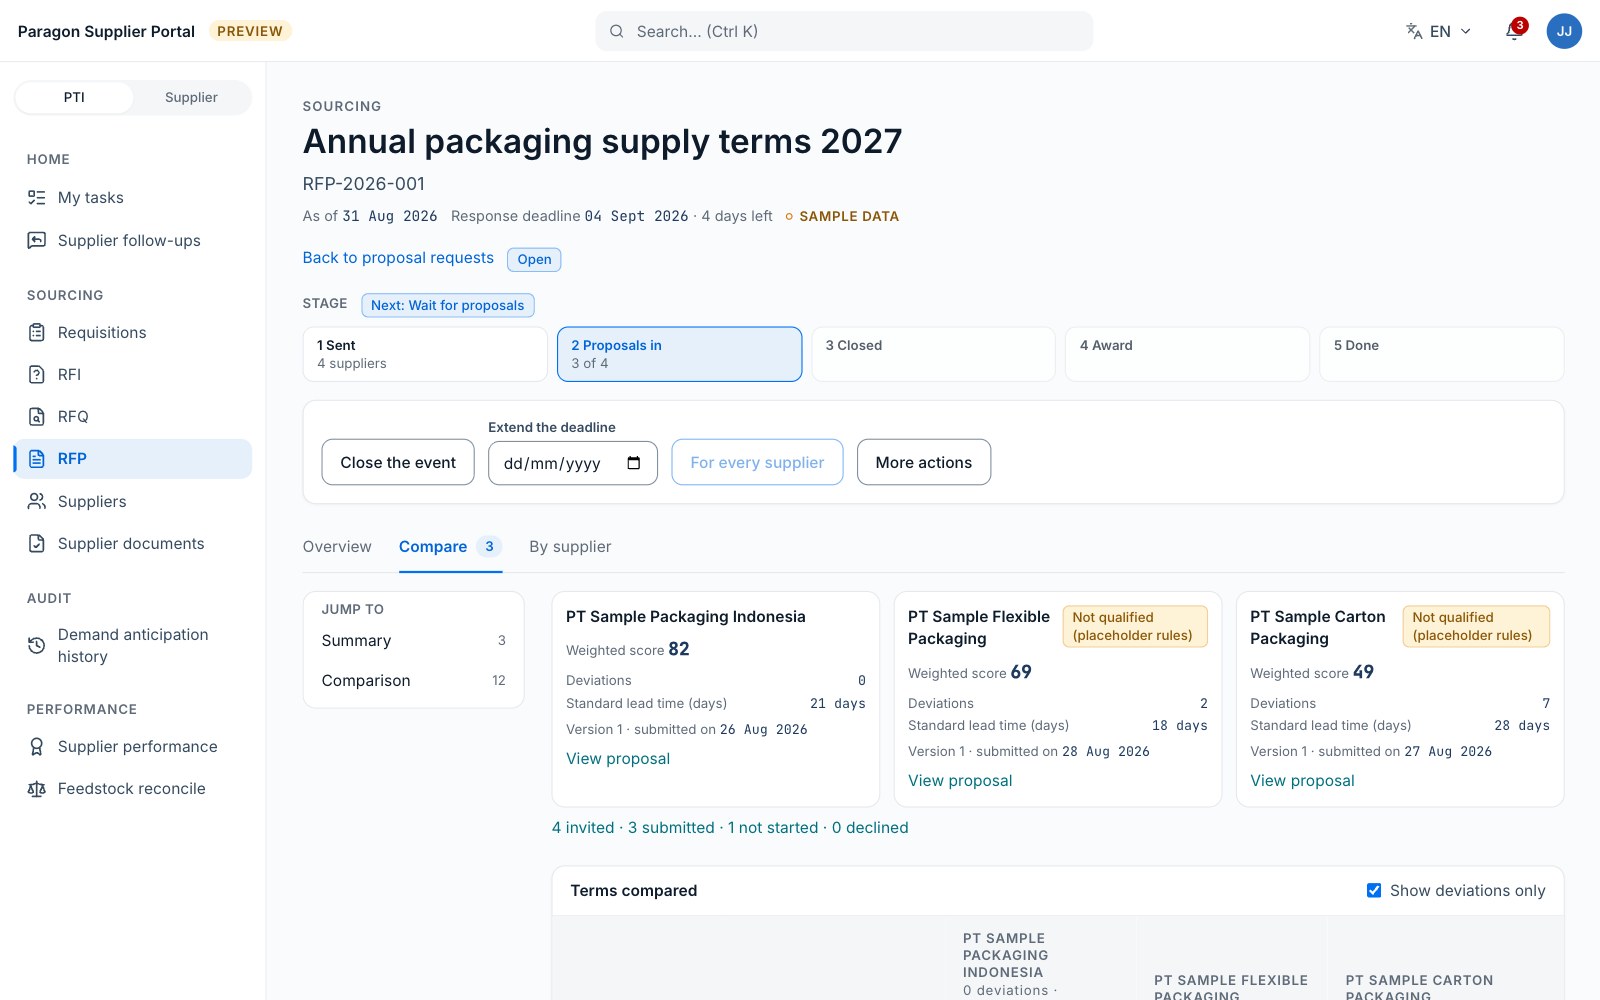 Paragon Supplier Portal PREVIEW
Search... (Ctrl K)
EN
3
JJ
PTI Supplier
HOME
My tasks
Supplier follow-ups
SOURCING
Requisitions
RFI
RFQ
RFP
Suppliers
Supplier documents
AUDIT
Demand anticipation
history
PERFORMANCE
Supplier performance
Feedstock reconcile
SOURCING
Annual packaging supply terms 2027
RFP-2026-001
As of 31 Aug 2026 Response deadline 04 Sept 2026 · 4 days left SAMPLE DATA
Back to proposal requests Open
STAGE Next: Wait for proposals
1 Sent
4 suppliers
2 Proposals in
3 of 4
3 Closed
4 Award
5 Done
Extend the deadline
Close the event dd/mm/yyyy For every supplier More actions
Overview Compare 3 By supplier
JUMP TO
Summary 3
Comparison 12
PT Sample Packaging Indonesia
Weighted score 82
Deviations 0
Standard lead time (days) 21 days
Version 1 · submitted on 26 Aug 2026
View proposal
PT Sample Flexible
Packaging
Not qualified
(placeholder rules)
Weighted score 69
Deviations 2
Standard lead time (days) 18 days
Version 1 · submitted on 28 Aug 2026
View proposal
PT Sample Carton
Packaging
Not qualified
(placeholder rules)
Weighted score 49
Deviations 7
Standard lead time (days) 28 days
Version 1 · submitted on 27 Aug 2026
View proposal
4 invited · 3 submitted · 1 not started · 0 declined
Terms compared Show deviations only
PT SAMPLE
PACKAGING
INDONESIA
0 deviations ·
PT SAMPLE FLEXIBLE
PACKAGING
PT SAMPLE CARTON
PACKAGING